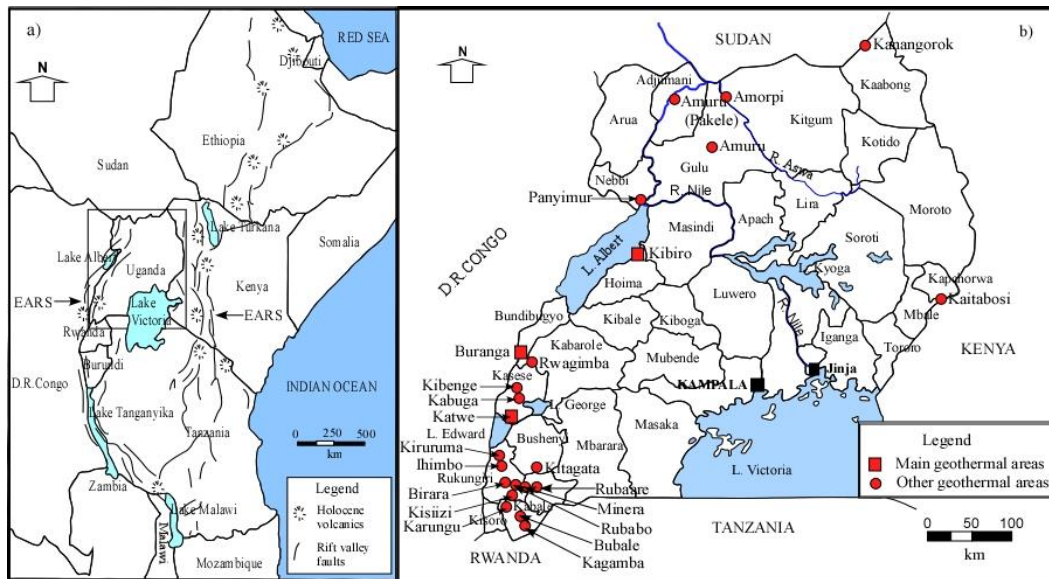 a)
N
RED SEA
Djibouti
Ethiopia
Sudan
Lake Turkana
Somalia
Lake Albert
Uganda
EARS
Lake
Victoria
Kenya
EARS
Rwanda
Burundi
D.R.Congo
INDIAN OCEAN
Lake Tanganyika
Tanzania
0 250 500
km
Zambia
Lake Malawi
Malawi
Mozambique
Legend
Holocene
volcanics
Rift valley
faults
b)
N
SUDAN
Kanangorok
Adjumani
Kaabong
Arua
Amuru
(Pakele)
Amorpi
Kitgum
Kotido
Amuru
Gulu
R. Aswa
Nebbi
R. Nile
Panyimur
Lira
Moroto
Apach
Masindi
D.R.CONGO
L. Albert
Kibiro
Soroti
L. Kyoga
Hoima
Kapchorwa
Kaitabosi
Luwero
Mbale
Bundibugyo
Kibale
Kiboga
R. Nile
Iganga
Kabarole
Buranga
Rwagimba
Mubende
Tororo
KENYA
Kasese
Jinja
Kibenge
KAMPALA
Kabuga
George
Katwe
Masaka
L. Edward
Bushenyi
Mbarara
Kiruruma
Ihimbo
Kitagata
L. Victoria
Rukungiri
Birara
Rubaare
Kisiizi
Minera
Kabale
Karungu
Kisoro
Rubabo
Bubale
TANZANIA
RWANDA
Kagamba
Legend
Main geothermal areas
Other geothermal areas
0 50 100
km